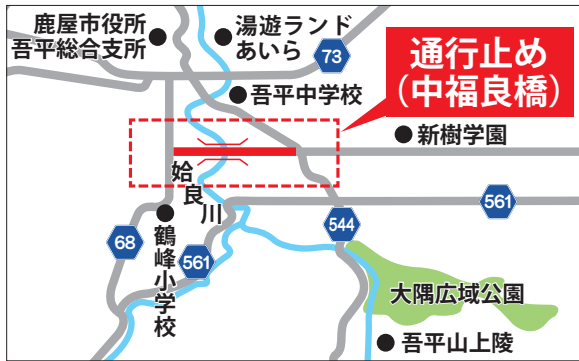 鹿屋市役所
吾平総合支所
湯遊ランド
あいら
73
通行止め
(中福良橋)
吾平中学校
新樹学園
姶良川
561
544
68
鶴峰小学校
561
大隅広域公園
吾平山上陵